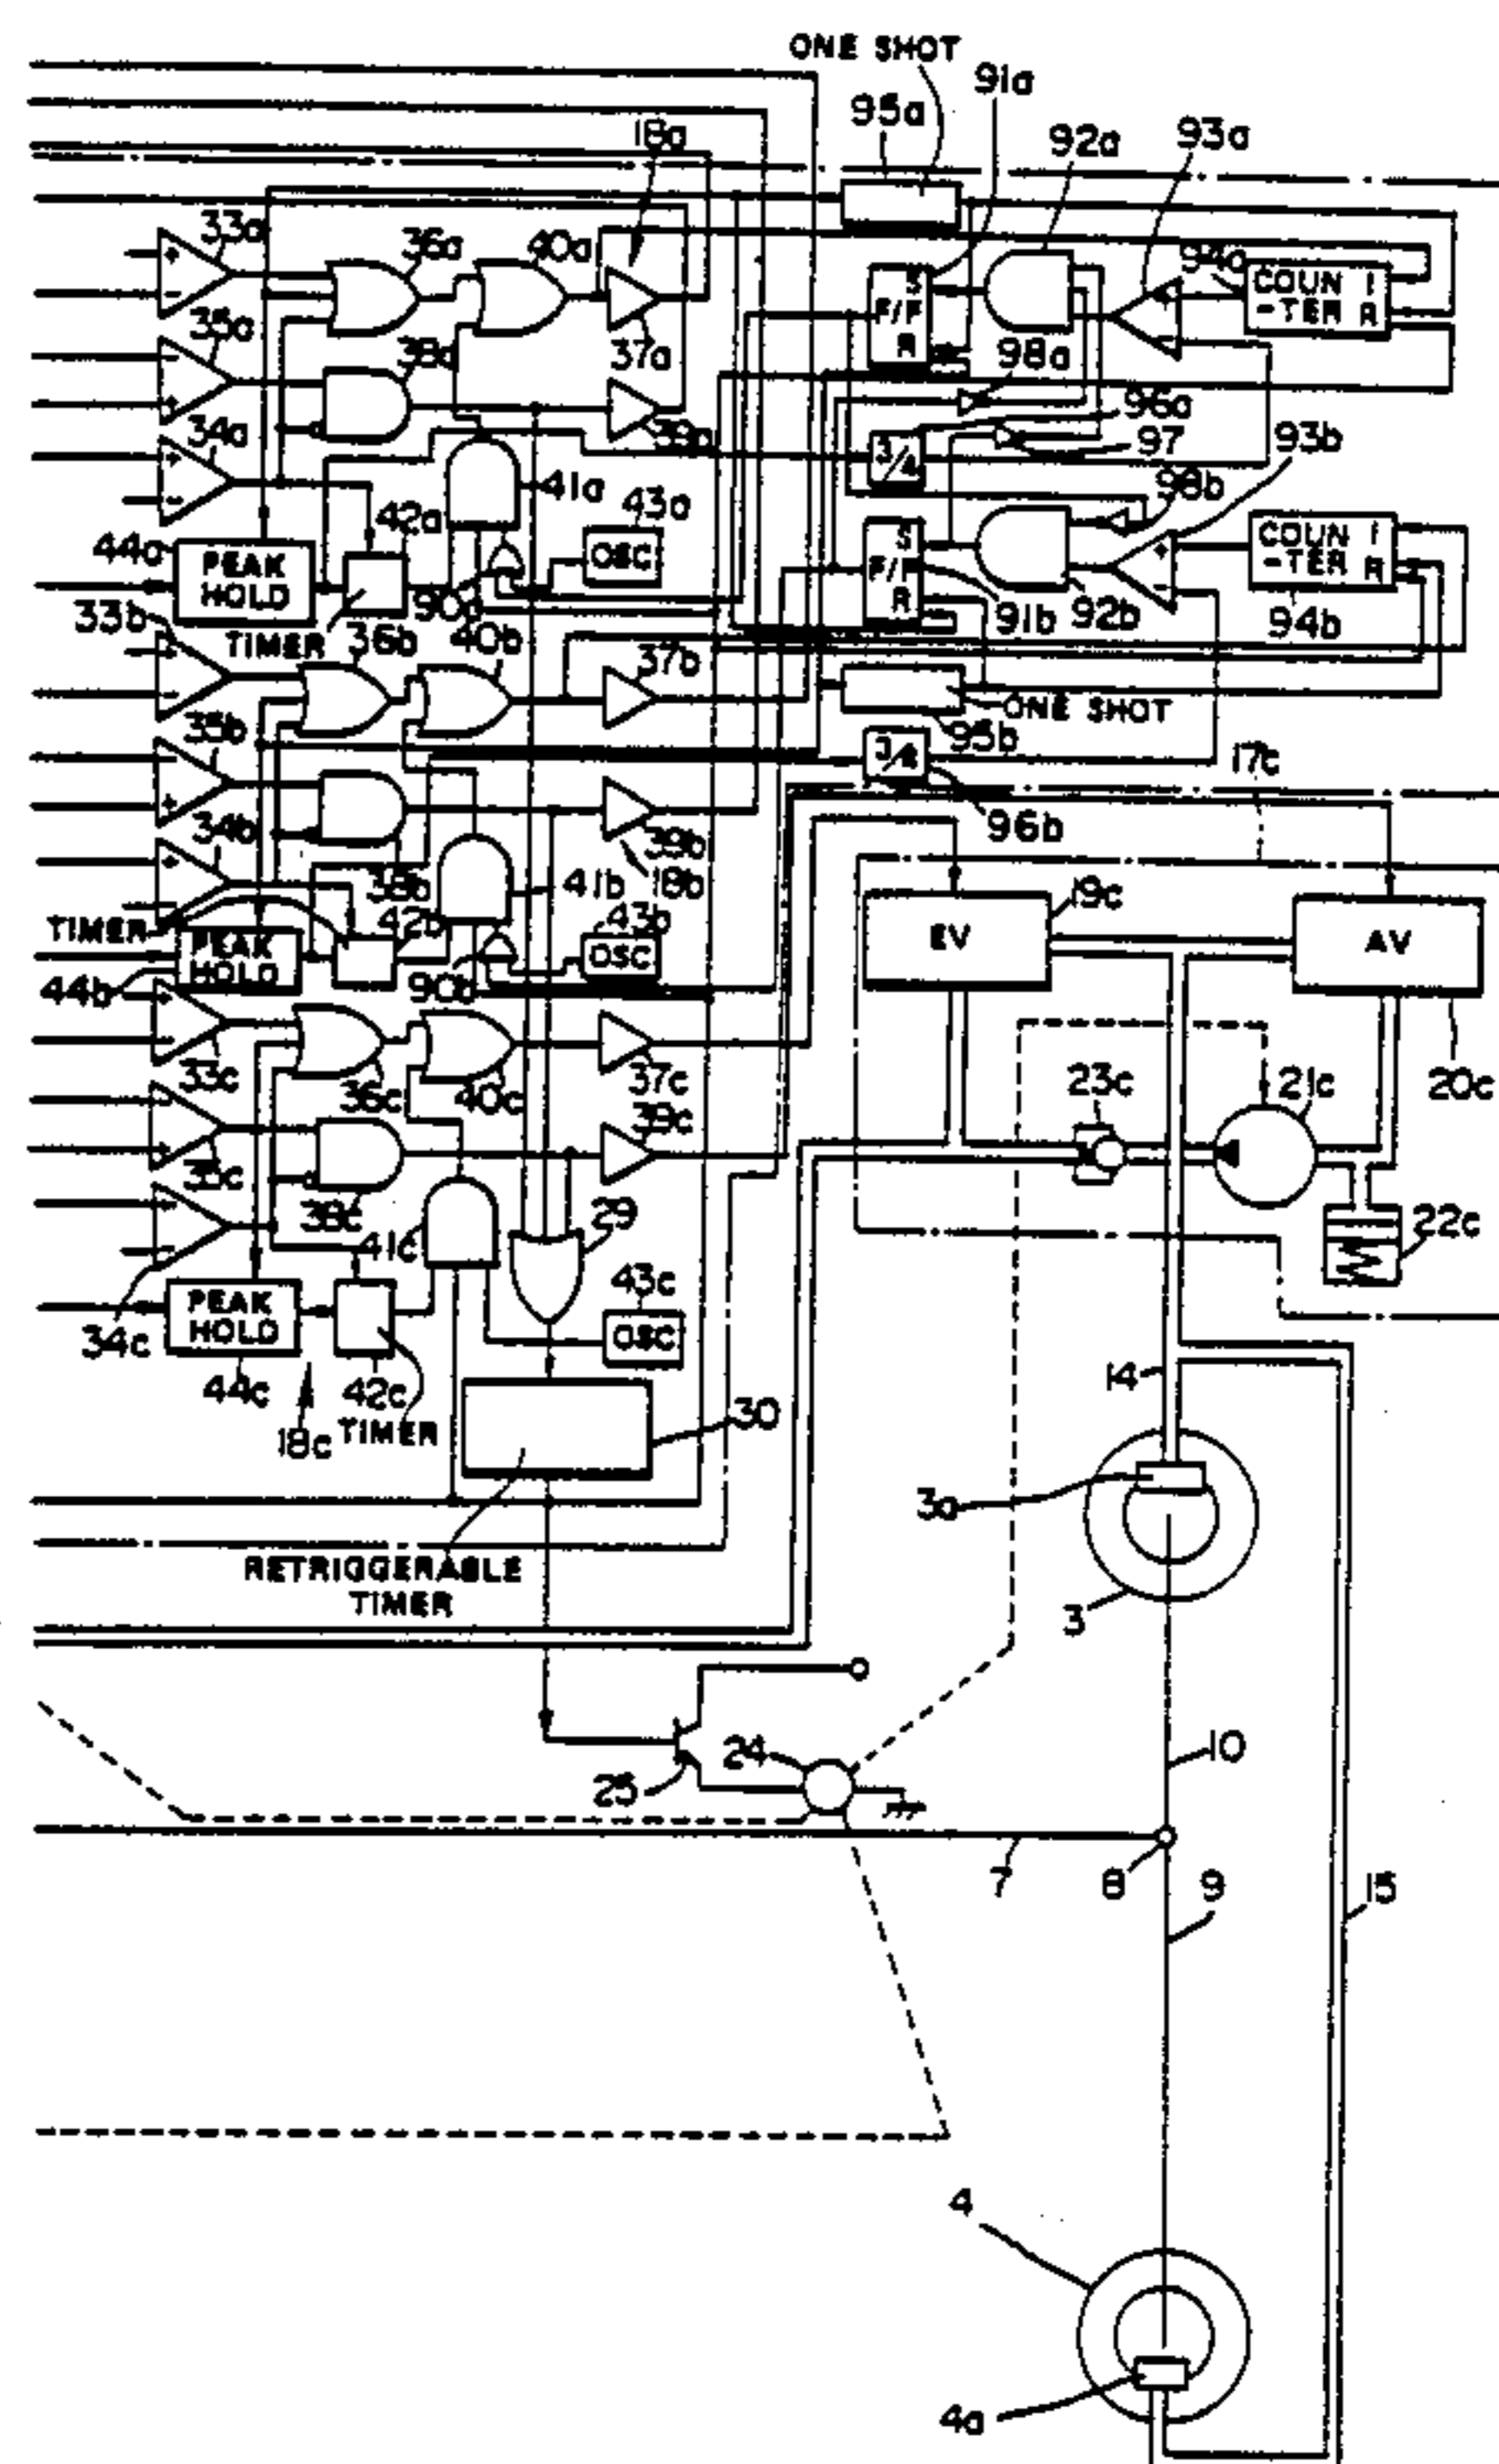 ONE SHOT
91a
95a
18a
92a
93a
33a
36a
40a
S
F/F
R
94a
COUN I
-TER R
35a
38a
37a
98a
34a
39a
3/4
96a
97
93b
41a
42a
43a
98b
44a
PEAK
HOLD
OSC
S
F/F
R
COUN I
-TER R
90a
33b
TIMER
36b
40b
91b
92b
94b
37b
ONE SHOT
35b
95b
3/4
17c
34b
38b
39b
96b
41b
18b
19c
TIMER
42b
43b
EV
AV
PEAK
HOLD
OSC
44b
90b
33c
36c
40c
37c
23c
21c
20c
39c
35c
38c
29
41c
22c
43c
PEAK
HOLD
OSC
34c
44c
42c
14
30
18c
TIMER
3a
RETRIGGERABLE
TIMER
3
24
10
25
7
8
9
15
4
4a